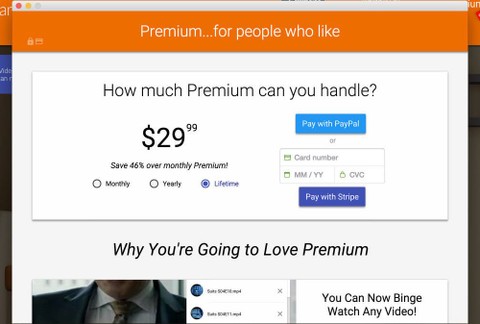 Premium...for people who like
How much Premium can you handle?
$29 99
Save 46% over monthly Premium!
Monthly
Yearly
Lifetime
Pay with PayPal
or
Card number
MM / YY
CVC
Pay with Stripe
Why You're Going to Love Premium
Suits S04E10.mp4
Suits S04E11.mp4
You Can Now Binge
Watch Any Video!